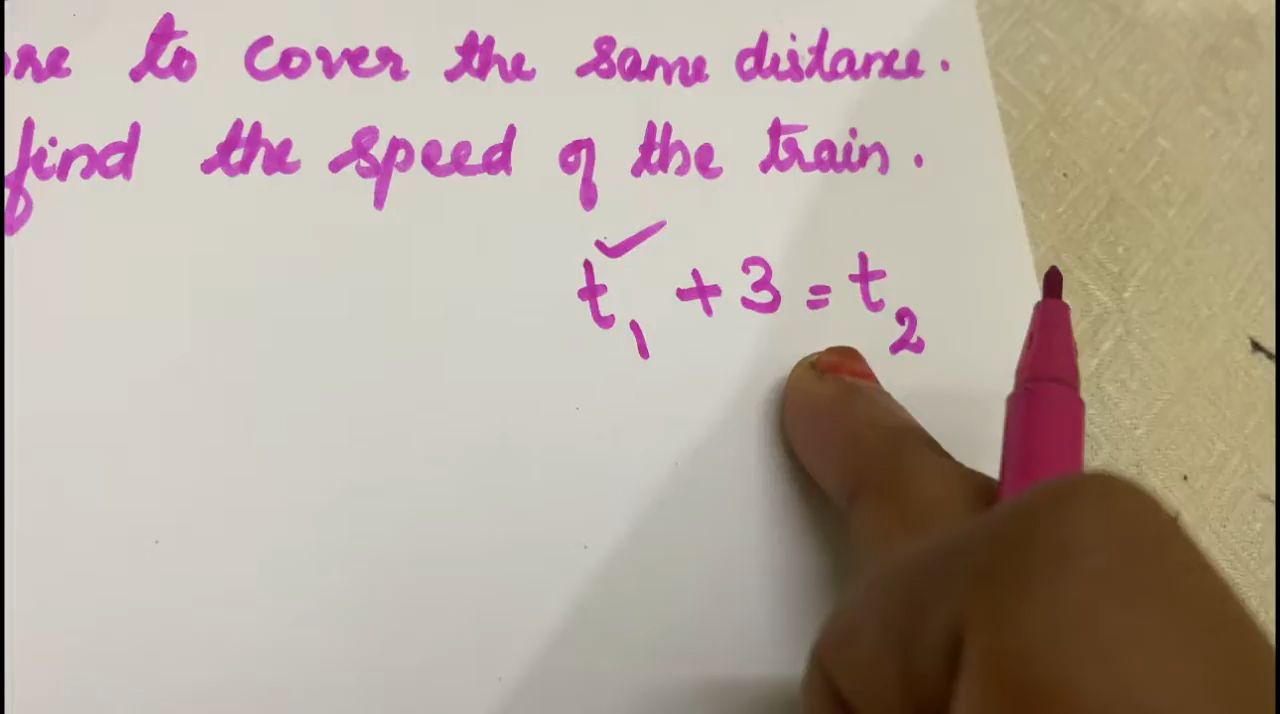 to cover the same distance.
find the speed of the train.
t₁ + 3 = t₂